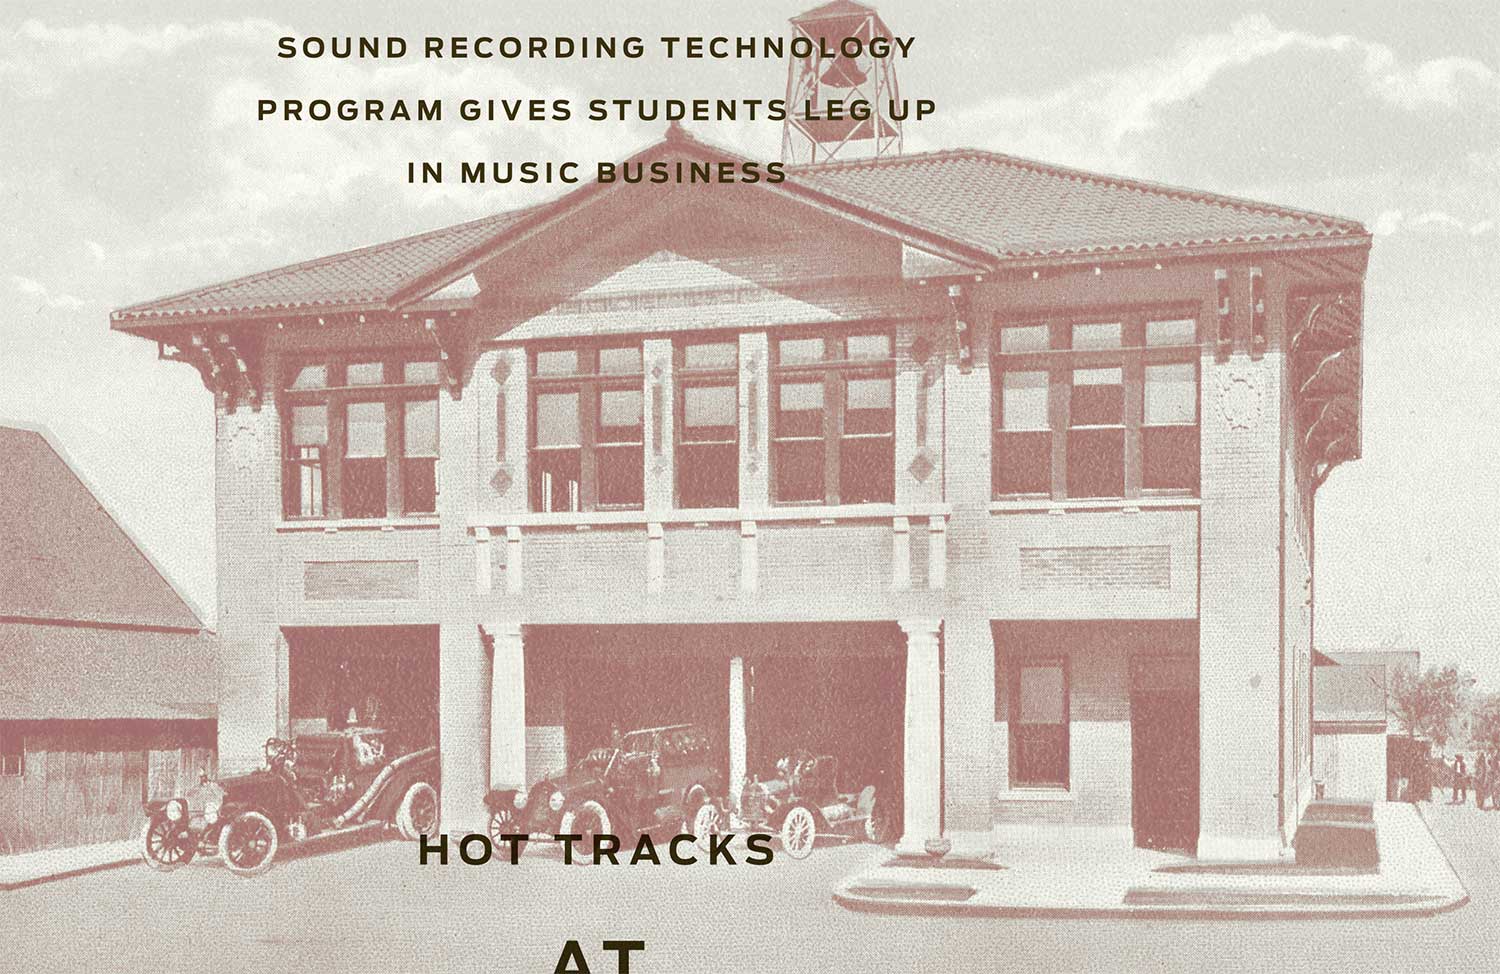 SOUND RECORDING TECHNOLOGY
PROGRAM GIVES STUDENTS LEG UP
IN MUSIC BUSINESS
HOT TRACKS
AT